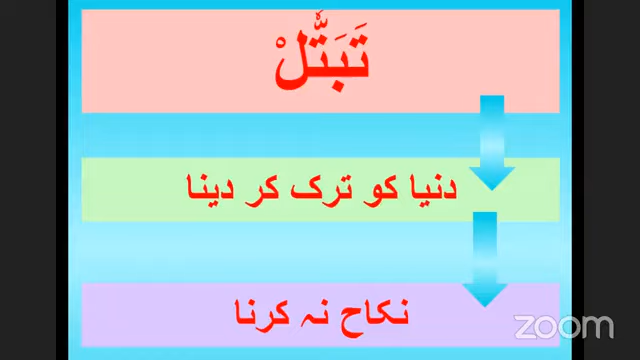 تَبَتُّلْ
دنیا کو ترک کر دینا
نکاح نہ کرنا
zoom